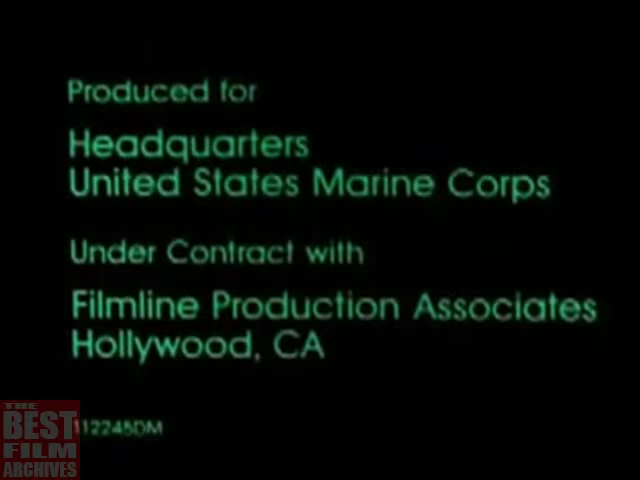 Produced for
Headquarters
United States Marine Corps
Under Contract with
Filmline Production Associates
Hollywood, CA
112245DM
THE
BEST
FILM
ARCHIVES